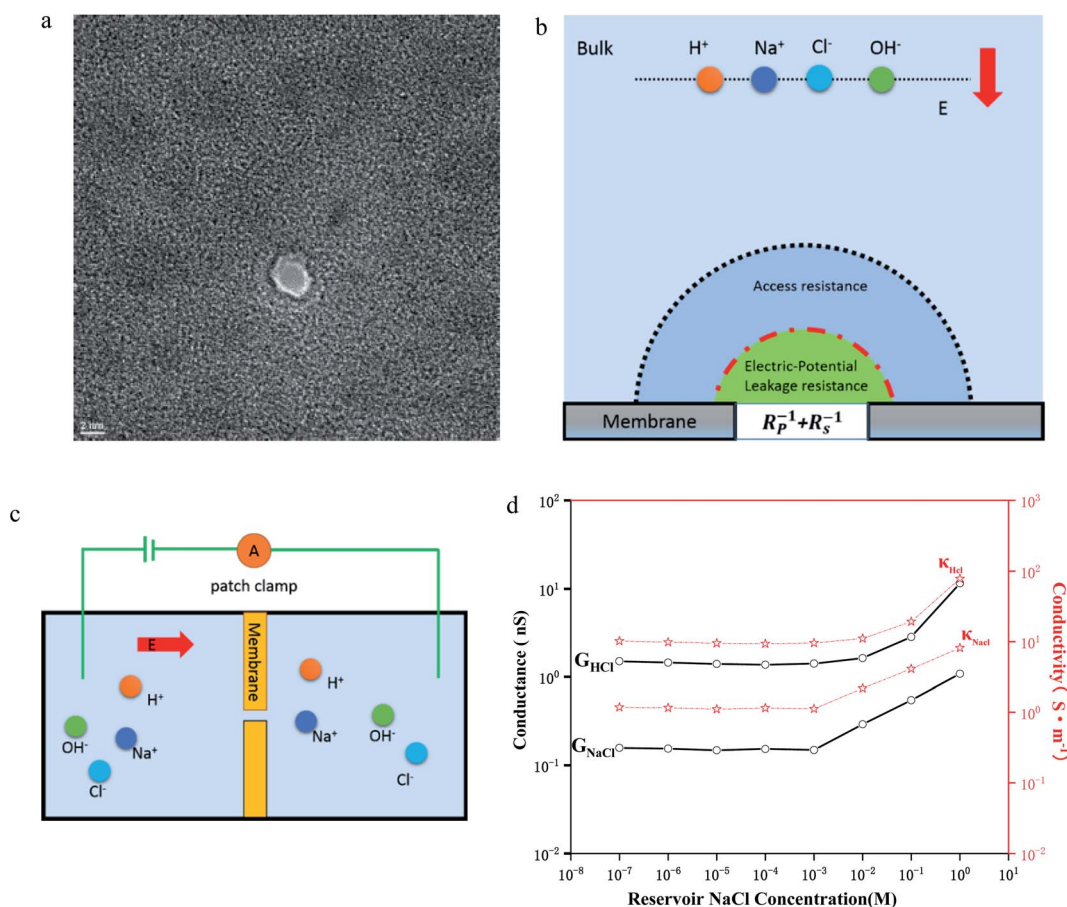 a
2 nm
b
Bulk
H⁺ Na⁺ Cl⁻ OH⁻
E
Access resistance
Electric-Potential
Leakage resistance
Membrane
R_P⁻¹+R_S⁻¹
c
A
patch clamp
E
Membrane
H⁺
OH⁻
Na⁺
Cl⁻
H⁺
Na⁺
OH⁻
Cl⁻
d
Conductance ( nS)
10²
10¹
10⁰
10⁻¹
10⁻²
G_HCl
G_NaCl
κ_Hcl
κ_Nacl
10³
10²
10¹
10⁰
10⁻¹
10⁻²
Conductivity ( S • m⁻¹)
10⁻⁸ 10⁻⁷ 10⁻⁶ 10⁻⁵ 10⁻⁴ 10⁻³ 10⁻² 10⁻¹ 10⁰ 10¹
Reservoir NaCl Concentration(M)